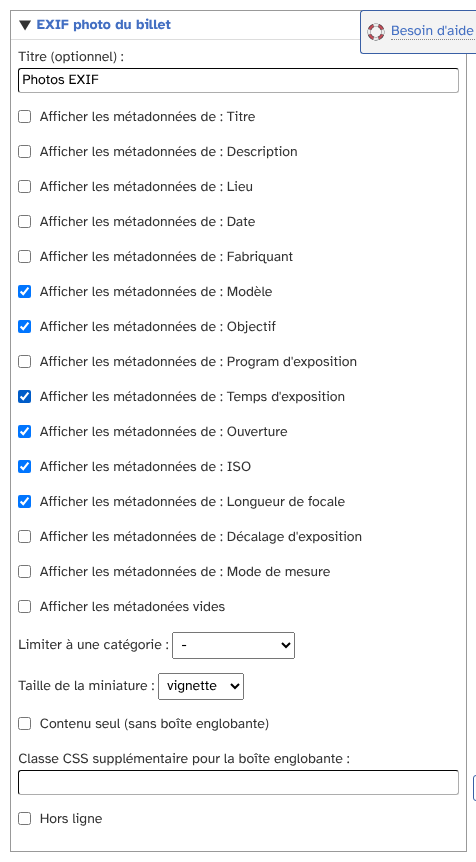 EXIF photo du billet
Besoin d'aide
Titre (optionnel) :
Photos EXIF
Afficher les métadonnées de : Titre
Afficher les métadonnées de : Description
Afficher les métadonnées de : Lieu
Afficher les métadonnées de : Date
Afficher les métadonnées de : Fabriquant
Afficher les métadonnées de : Modèle
Afficher les métadonnées de : Objectif
Afficher les métadonnées de : Program d'exposition
Afficher les métadonnées de : Temps d'exposition
Afficher les métadonnées de : Ouverture
Afficher les métadonnées de : ISO
Afficher les métadonnées de : Longueur de focale
Afficher les métadonnées de : Décalage d'exposition
Afficher les métadonnées de : Mode de mesure
Afficher les métadonées vides
Limiter à une catégorie : -
Taille de la miniature : vignette
Contenu seul (sans boîte englobante)
Classe CSS supplémentaire pour la boîte englobante :
Hors ligne